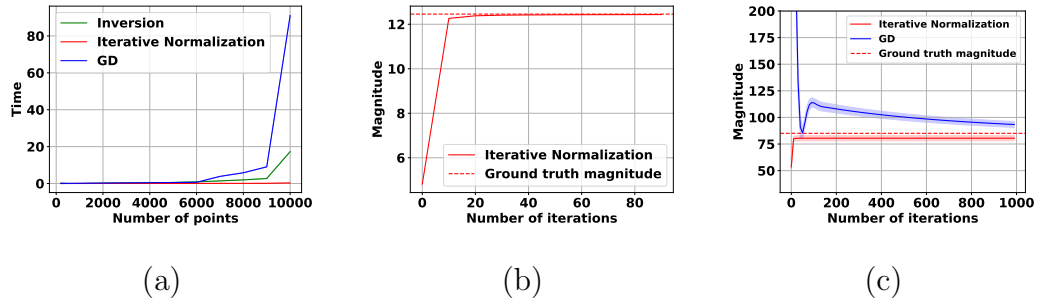 Inversion
Iterative Normalization
GD
Time
80
60
40
20
0
0 2000 4000 6000 8000 10000
Number of points
(a)
Magnitude
12
10
8
6
Iterative Normalization
Ground truth magnitude
0 20 40 60 80
Number of iterations
(b)
Magnitude
200
175
150
125
100
75
50
Iterative Normalization
GD
Ground truth magnitude
0 200 400 600 800 1000
Number of iterations
(c)